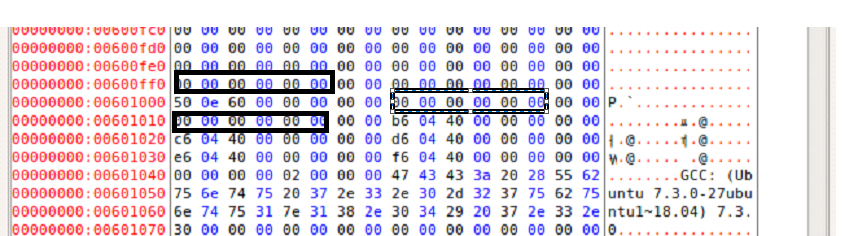 00000000:00600fc0 00 00 00 00 00 00 00 00 00 00 00 00 00 00 00 00 ................
00000000:00600fd0 00 00 00 00 00 00 00 00 00 00 00 00 00 00 00 00 ................
00000000:00600fe0 00 00 00 00 00 00 00 00 00 00 00 00 00 00 00 00 ................
00000000:00600ff0 00 00 00 00 00 00 00 00 00 00 00 00 00 00 00 00 ................
00000000:00601000 50 0e 60 00 00 00 00 00 00 00 00 00 00 00 00 00 P.`.............
00000000:00601010 00 00 00 00 00 00 00 00 b6 04 40 00 00 00 00 00 .@.....
00000000:00601020 c6 04 40 00 00 00 00 00 d6 04 40 00 00 00 00 00 .@..... .@.....
00000000:00601030 e6 04 40 00 00 00 00 00 f6 04 40 00 00 00 00 00 .@..... .@.....
00000000:00601040 00 00 00 00 02 00 00 00 47 43 43 3a 20 28 55 62 ........GCC: (Ub
00000000:00601050 75 6e 74 75 20 37 2e 33 2e 30 2d 32 37 75 62 75 untu 7.3.0-27ubu
00000000:00601060 6e 74 75 31 7e 31 38 2e 30 34 29 20 37 2e 33 2e ntu1~18.04) 7.3.
00000000:00601070 30 00 00 00 00 00 00 00 00 00 00 00 00 00 00 00 0...............